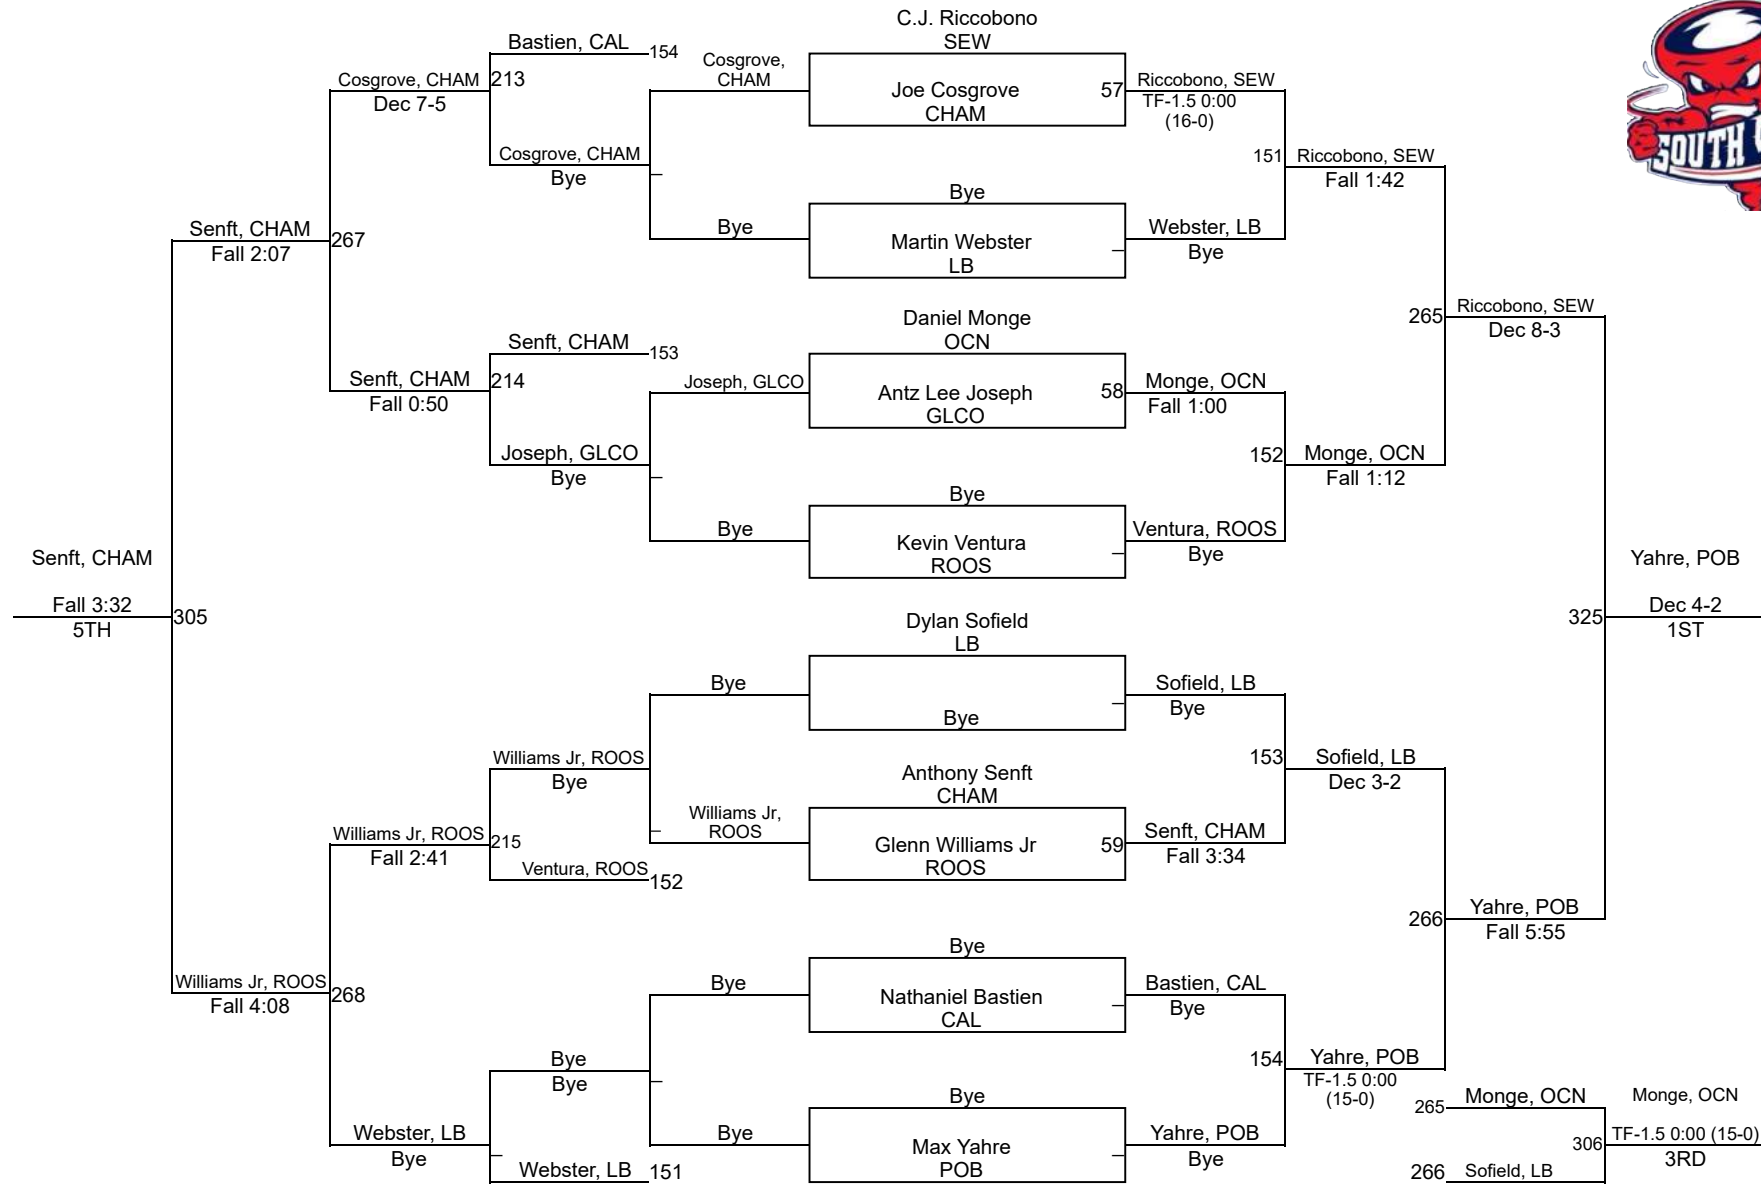 C.J. Riccobono
SEW
Bastien, CAL
154
Cosgrove,
CHAM
Cosgrove, CHAM
213
Dec 7-5
Joe Cosgrove
CHAM
57
Riccobono, SEW
TF-1.5 0:00
(16-0)
SOUTH
Cosgrove, CHAM
Bye
151
Riccobono, SEW
Fall 1:42
Bye
Senft, CHAM
Fall 2:07
267
Bye
Martin Webster
LB
Webster, LB
Bye
Daniel Monge
OCN
265
Riccobono, SEW
Dec 8-3
Senft, CHAM
153
Senft, CHAM
214
Fall 0:50
Joseph, GLCO
Antz Lee Joseph
GLCO
58
Monge, OCN
Fall 1:00
Joseph, GLCO
Bye
152
Monge, OCN
Fall 1:12
Bye
Bye
Kevin Ventura
ROOS
Ventura, ROOS
Bye
Senft, CHAM
Fall 3:32
5TH
305
Yahre, POB
325
Dec 4-2
1ST
Dylan Sofield
LB
Bye
Bye
Sofield, LB
Bye
Williams Jr, ROOS
Bye
153
Sofield, LB
Dec 3-2
Anthony Senft
CHAM
Williams Jr,
ROOS
Williams Jr, ROOS
215
Fall 2:41
Glenn Williams Jr
ROOS
59
Senft, CHAM
Fall 3:34
Ventura, ROOS
152
266
Yahre, POB
Fall 5:55
Bye
Williams Jr, ROOS
Fall 4:08
268
Bye
Nathaniel Bastien
CAL
Bastien, CAL
Bye
Bye
Bye
154
Yahre, POB
TF-1.5 0:00
(15-0)
Bye
Webster, LB
Bye
Bye
Max Yahre
POB
Yahre, POB
Bye
Webster, LB
151
265
Monge, OCN
Monge, OCN
306
TF-1.5 0:00 (15-0)
3RD
266
Sofield, LB